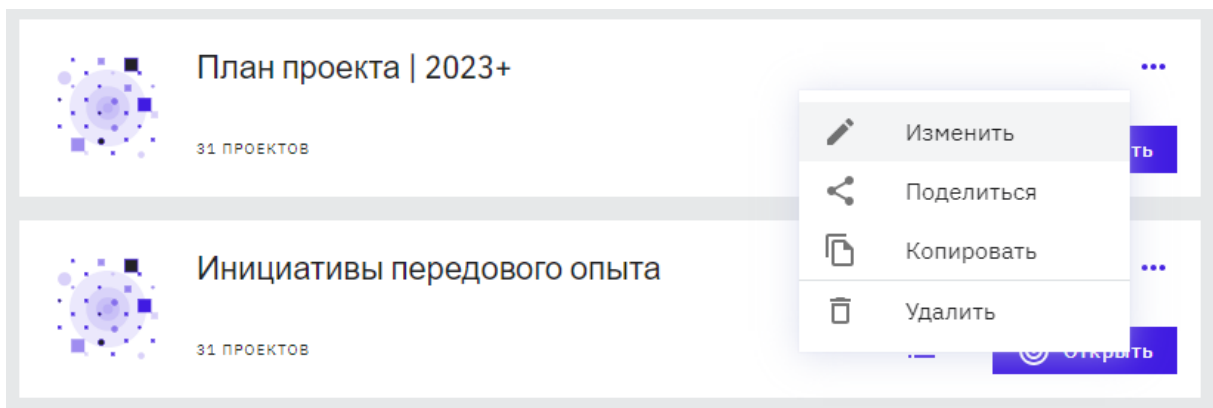 План проекта | 2023+
31 ПРОЕКТОВ
Изменить
Поделиться
Копировать
Удалить
Инициативы передового опыта
31 ПРОЕКТОВ
Открыть